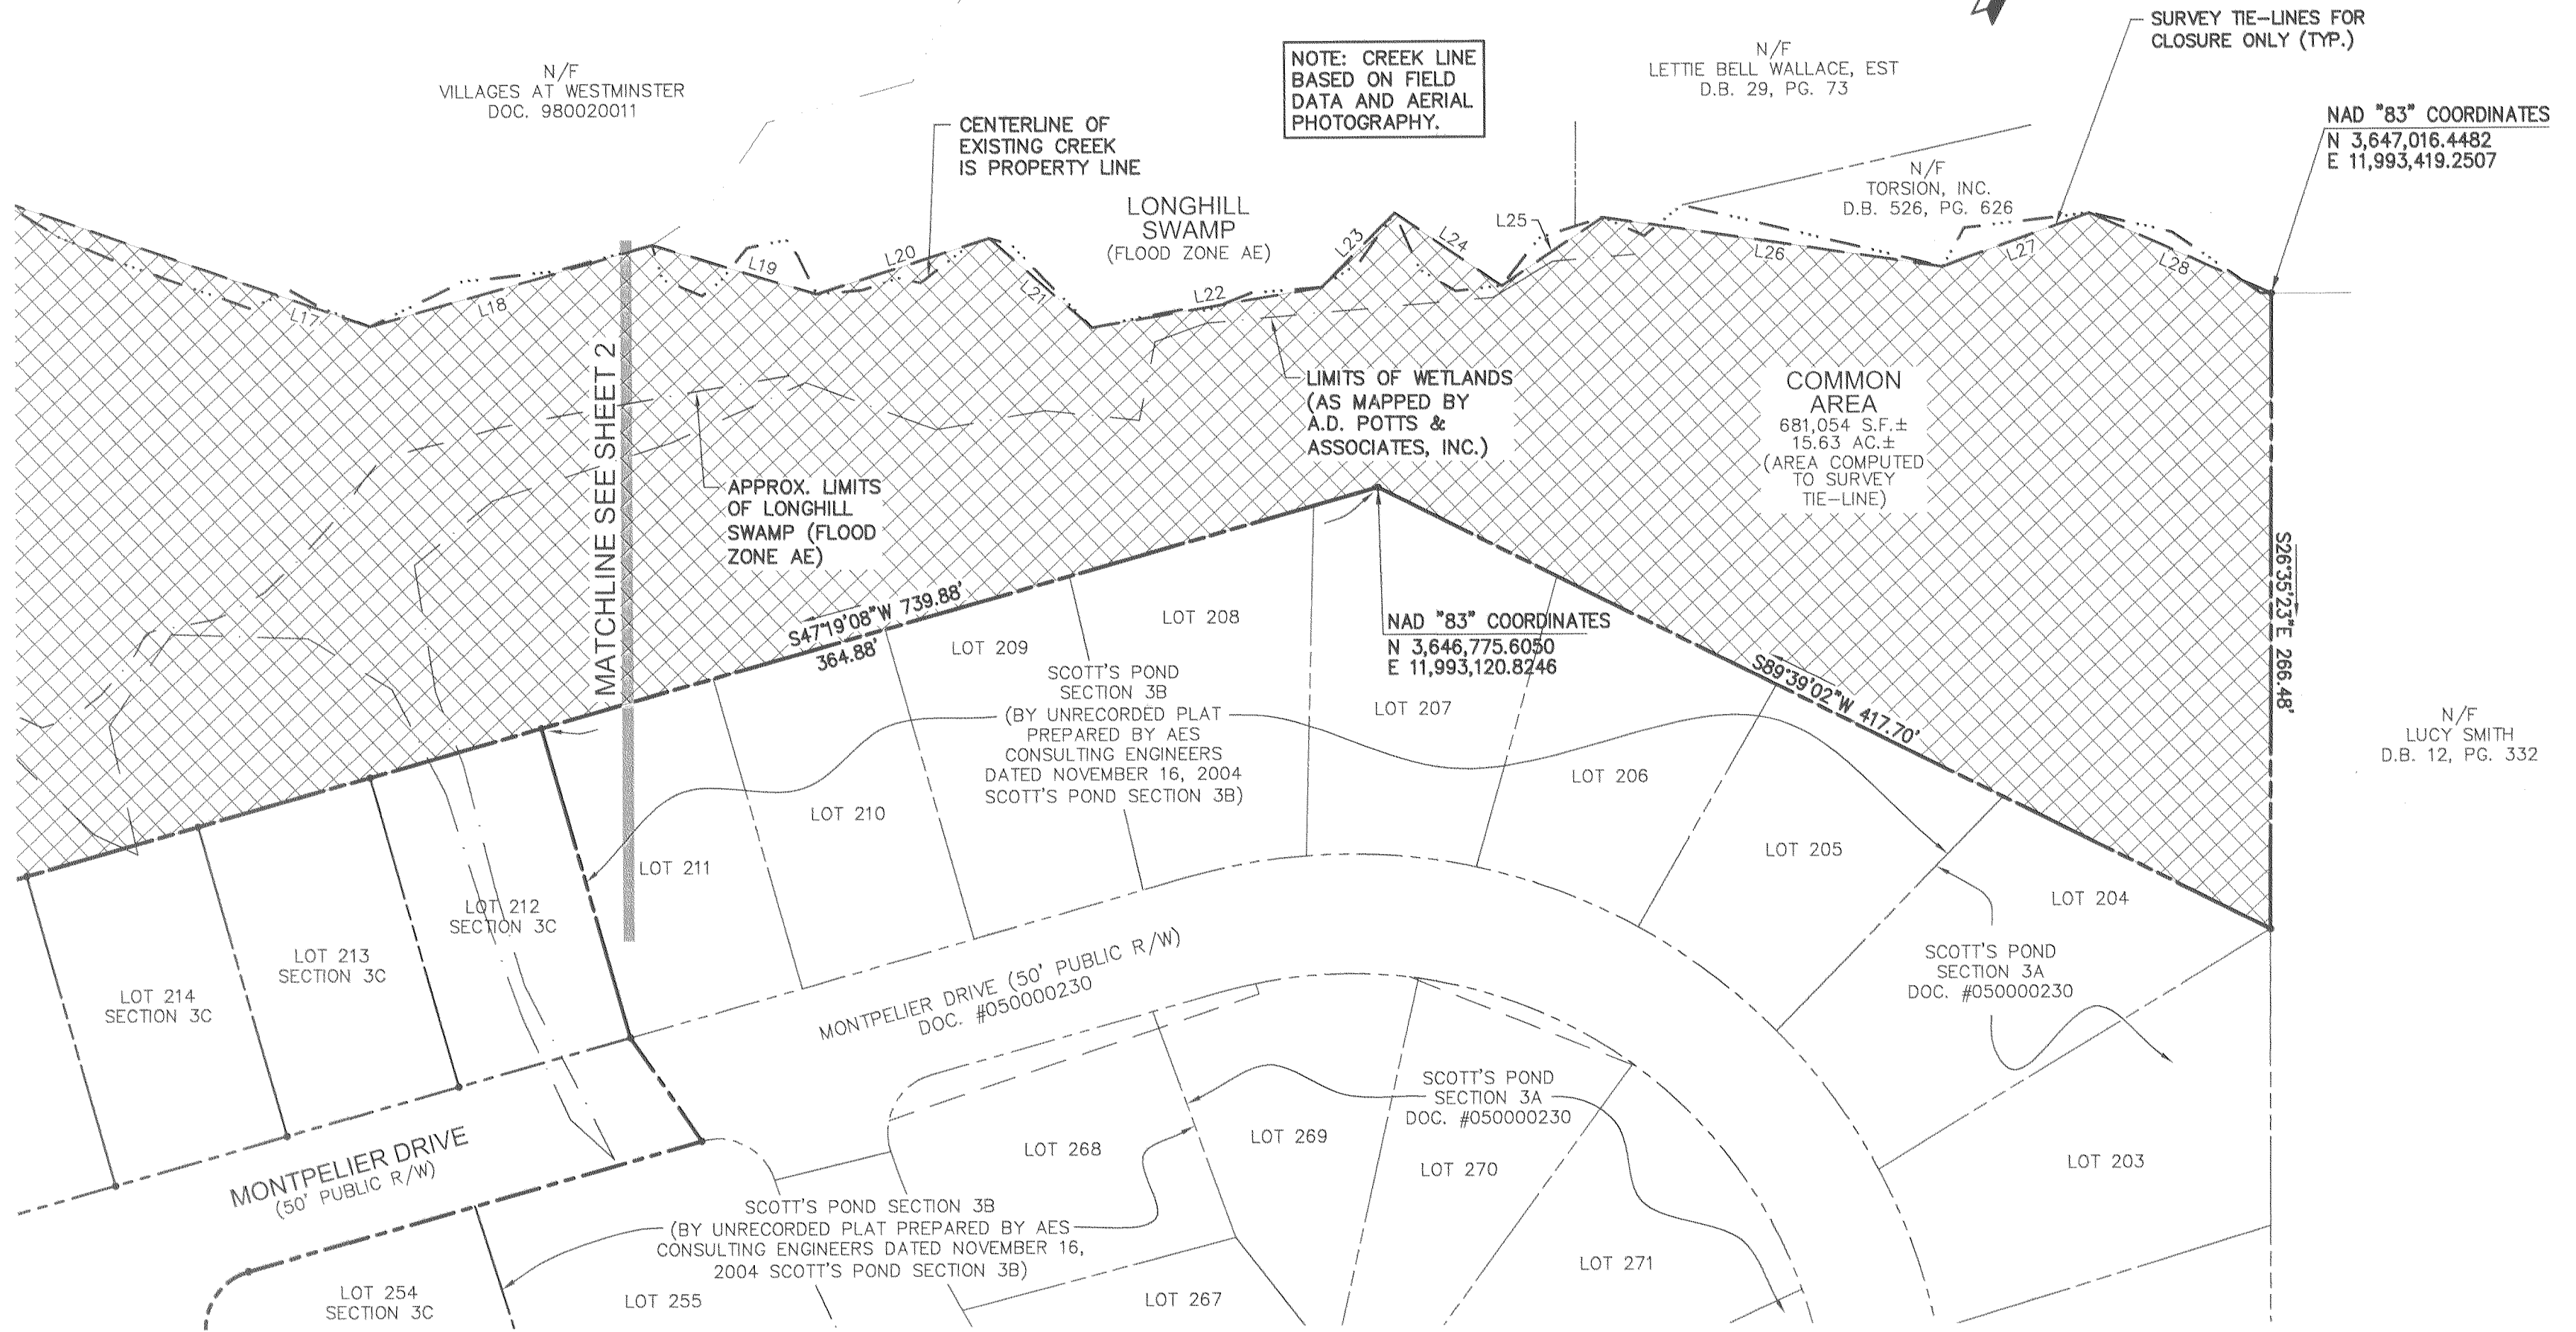 SURVEY TIE-LINES FOR
CLOSURE ONLY (TYP.)
N/F
VILLAGES AT WESTMINSTER
DOC. 980020011
NOTE: CREEK LINE
BASED ON FIELD
DATA AND AERIAL
PHOTOGRAPHY.
N/F
LETTIE BELL WALLACE, EST
D.B. 29, PG. 73
CENTERLINE OF
EXISTING CREEK
IS PROPERTY LINE
NAD "83" COORDINATES
N 3,647,016.4482
E 11,993,419.2507
N/F
TORSION, INC.
D.B. 526, PG. 626
LONGHILL
SWAMP
(FLOOD ZONE AE)
L17
L18
L19
L20
L21
L22
L23
L24
L25
L26
L27
L28
MATCHLINE SEE SHEET 2
LIMITS OF WETLANDS
(AS MAPPED BY
A.D. POTTS &
ASSOCIATES, INC.)
COMMON
AREA
681,054 S.F.±
15.63 AC.±
(AREA COMPUTED
TO SURVEY
TIE-LINE)
APPROX. LIMITS
OF LONGHILL
SWAMP (FLOOD
ZONE AE)
S26°35'23"E 266.48'
S47°19'08"W 739.88'
364.88'
NAD "83" COORDINATES
N 3,646,775.6050
E 11,993,120.8246
S89°39'02"W 417.70'
LOT 208
LOT 209
SCOTT'S POND
SECTION 3B
(BY UNRECORDED PLAT
PREPARED BY AES
CONSULTING ENGINEERS
DATED NOVEMBER 16, 2004
SCOTT'S POND SECTION 3B)
LOT 207
N/F
LUCY SMITH
D.B. 12, PG. 332
LOT 206
LOT 210
LOT 205
LOT 211
LOT 204
LOT 212
SECTION 3C
LOT 213
SECTION 3C
LOT 214
SECTION 3C
MONTPELIER DRIVE (50' PUBLIC R/W)
DOC. #050000230
SCOTT'S POND
SECTION 3A
DOC. #050000230
SCOTT'S POND
SECTION 3A
DOC. #050000230
LOT 268
LOT 269
LOT 270
LOT 203
MONTPELIER DRIVE
(50' PUBLIC R/W)
SCOTT'S POND SECTION 3B
(BY UNRECORDED PLAT PREPARED BY AES
CONSULTING ENGINEERS DATED NOVEMBER 16,
2004 SCOTT'S POND SECTION 3B)
LOT 271
LOT 254
SECTION 3C
LOT 255
LOT 267